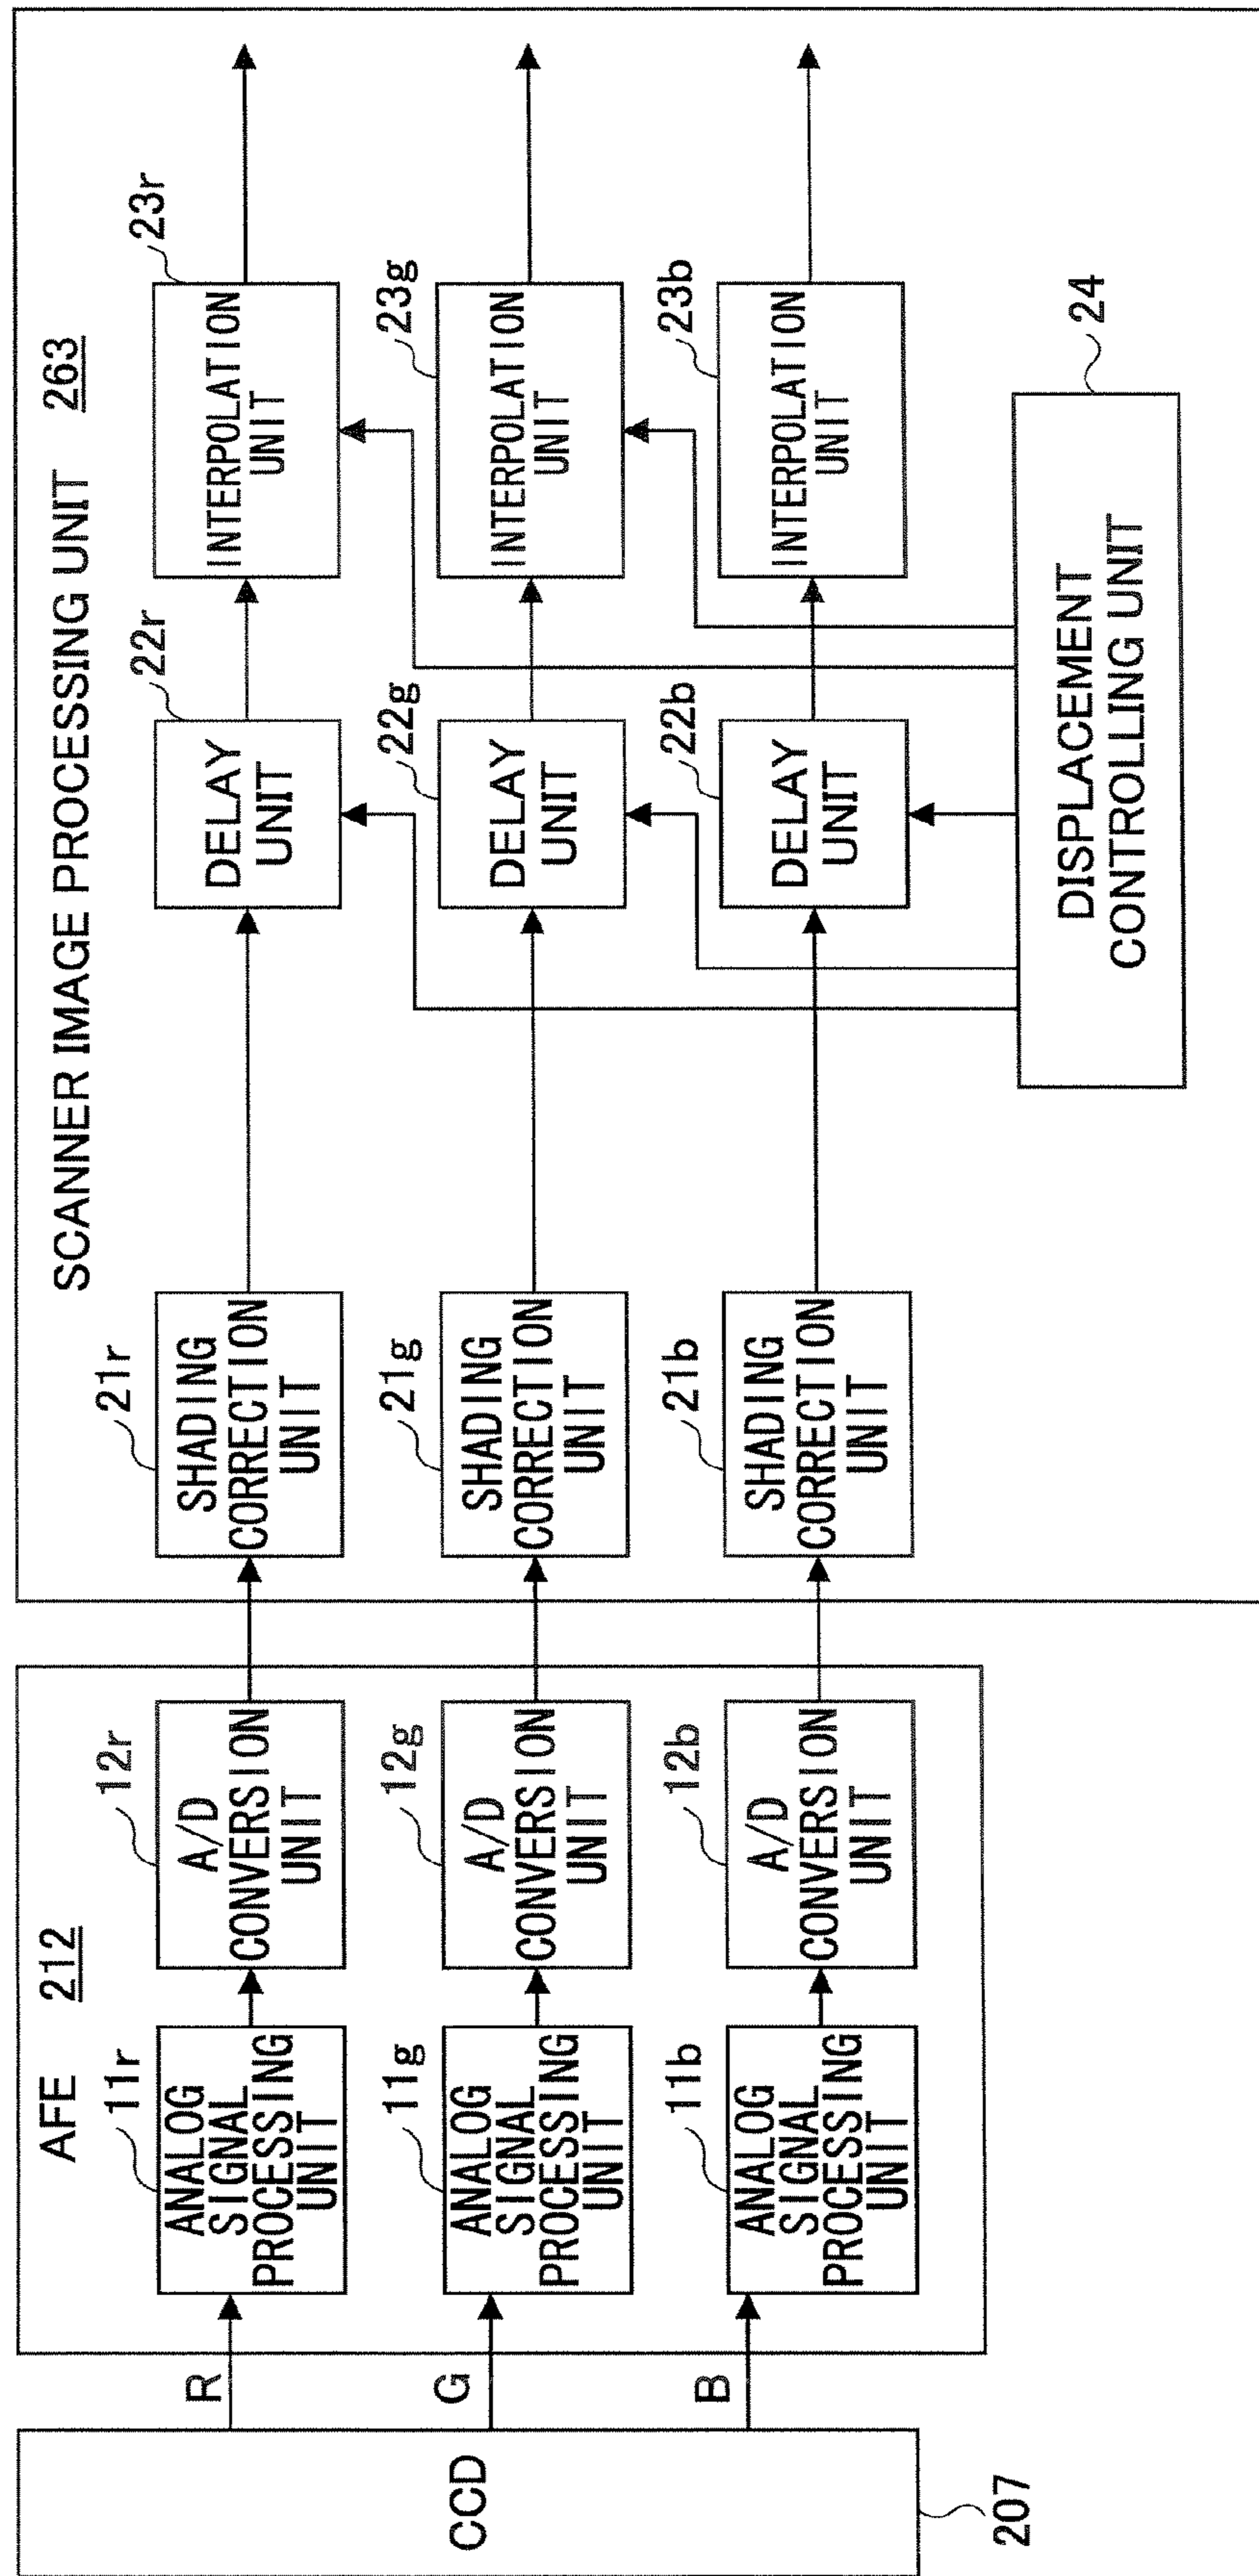 CCD
207
R
G
B
AFE 212
11r
ANALOG
SIGNAL
PROCESSING
UNIT
12r
A/D
CONVERSION
UNIT
11g
ANALOG
SIGNAL
PROCESSING
UNIT
12g
A/D
CONVERSION
UNIT
11b
ANALOG
SIGNAL
PROCESSING
UNIT
12b
A/D
CONVERSION
UNIT
SCANNER IMAGE PROCESSING UNIT 263
21r
SHADING
CORRECTION
UNIT
22r
DELAY
UNIT
23r
INTERPOLATION
UNIT
21g
SHADING
CORRECTION
UNIT
22g
DELAY
UNIT
23g
INTERPOLATION
UNIT
21b
SHADING
CORRECTION
UNIT
22b
DELAY
UNIT
23b
INTERPOLATION
UNIT
24
DISPLACEMENT
CONTROLLING UNIT